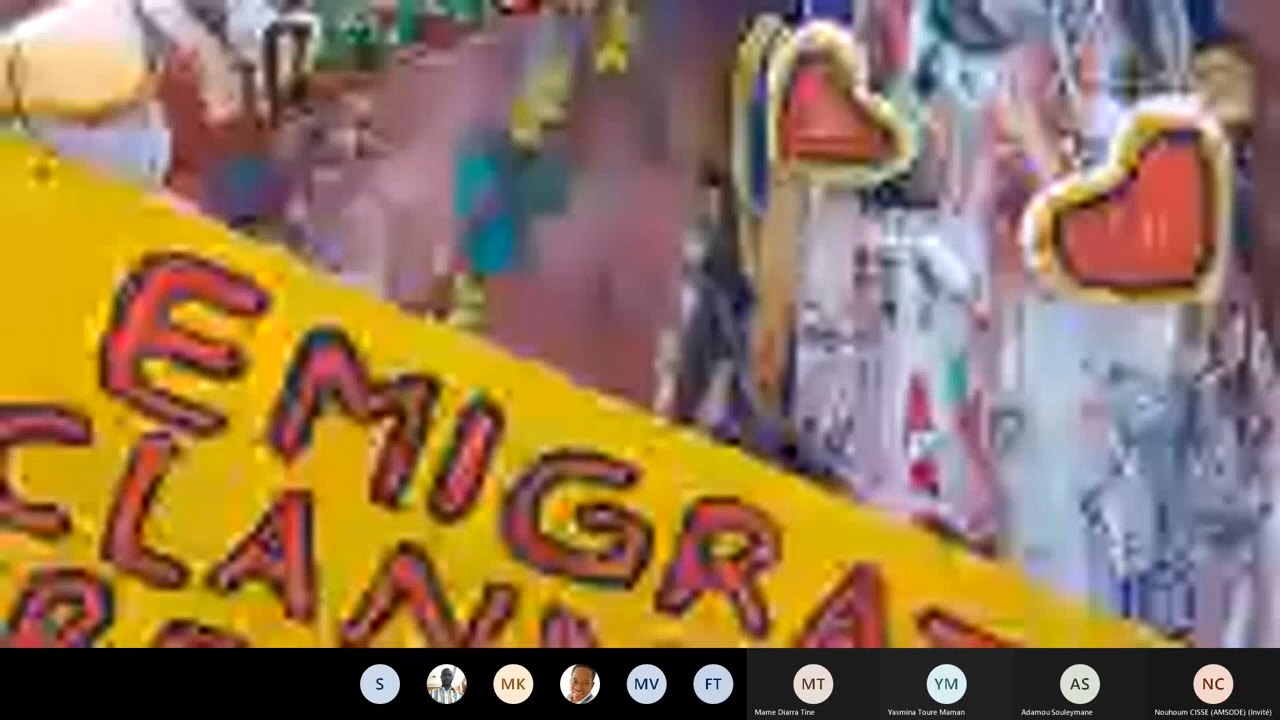 EMIGRA
CLAN
S
MK
MV
FT
MT
YM
AS
NC
Mame Diarra Tine
Yasmina Toure Maman
Adamou Souleymane
Nouhoum CISSE (AMSODE) (Invité)